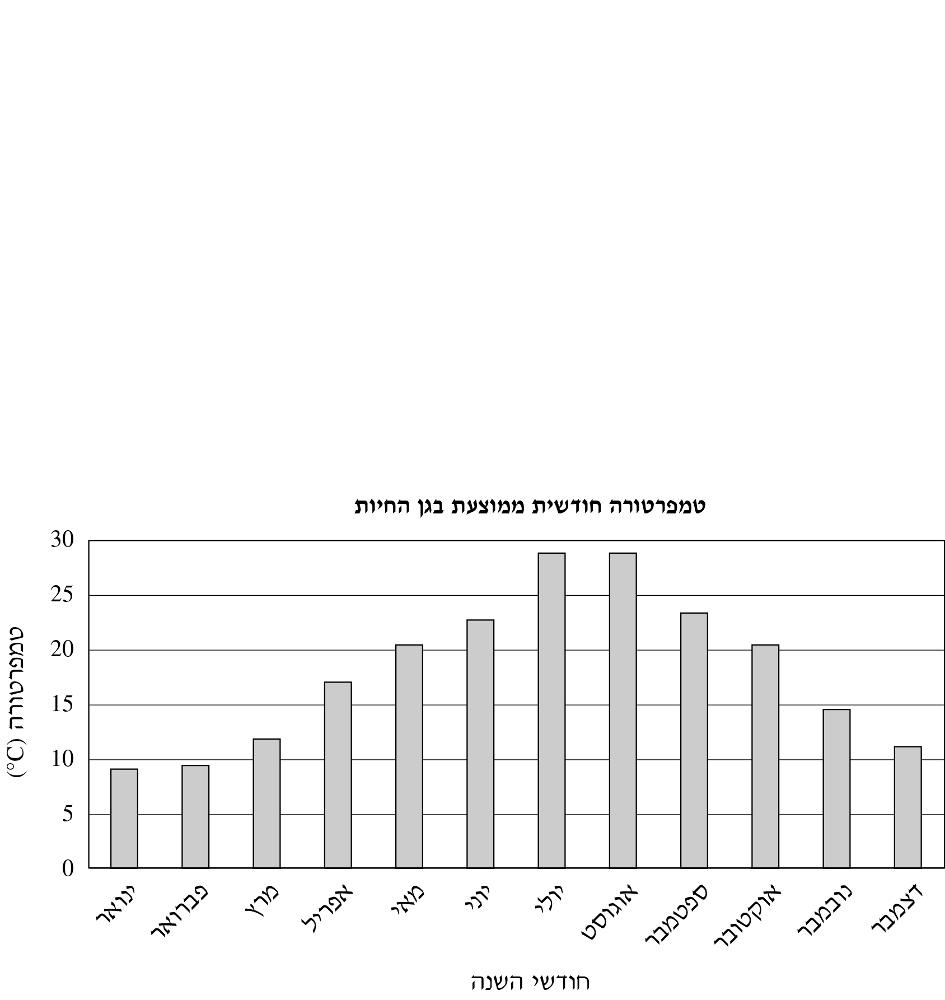 טמפרטורה חודשית ממוצעת בגן החיות
טמפרטורה (°C)
30
25
20
15
10
5
0
ינואר
פברואר
מרץ
אפריל
מאי
יוני
יולי
אווגוסט
ספטמבר
אוקטובר
נובמבר
דצמבר
חודשי השנה